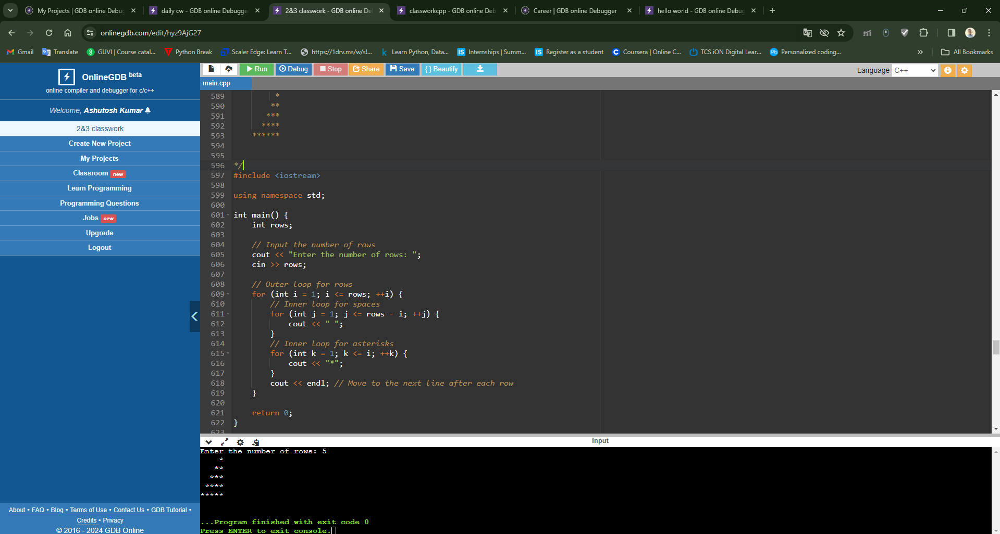 My Projects | GDB online Debug
daily cw - GDB online Debugge
2&3 classwork - GDB online De
classworkcpp - GDB online Deb
Career | GDB online Debugger
hello world - GDB online Debug
onlinegdb.com/edit/hyz9AjG27
Gmail
Translate
GUVI | Course catal...
Python Break
Scaler Edge: Learn T...
https://1drv.ms/w/s!...
Learn Python, Data...
Internships | Summ...
Register as a student
Coursera | Online C...
TCS iON Digital Lear...
Personalized coding...
All Bookmarks
OnlineGDB beta
online compiler and debugger for c/c++
Welcome, Ashutosh Kumar
2&3 classwork
Create New Project
My Projects
Classroom new
Learn Programming
Programming Questions
Jobs new
Upgrade
Logout
About • FAQ • Blog • Terms of Use • Contact Us • GDB Tutorial •
Credits • Privacy
© 2016 - 2024 GDB Online
Run Debug Stop Share Save { } Beautify
Language C++
main.cpp
589 *
590 **
591 ***
592 ****
593 ******
594
595
596 */
597 #include <iostream>
598
599 using namespace std;
600
601 int main() {
602 int rows;
603
604 // Input the number of rows
605 cout << "Enter the number of rows: ";
606 cin >> rows;
607
608 // Outer loop for rows
609 for (int i = 1; i <= rows; ++i) {
610 // Inner loop for spaces
611 for (int j = 1; j <= rows - i; ++j) {
612 cout << " ";
613 }
614 // Inner loop for asterisks
615 for (int k = 1; k <= i; ++k) {
616 cout << "*";
617 }
618 cout << endl; // Move to the next line after each row
619 }
620
621 return 0;
622 }
623
input
Enter the number of rows: 5
*
**
***
****
*****
...Program finished with exit code 0
Press ENTER to exit console.